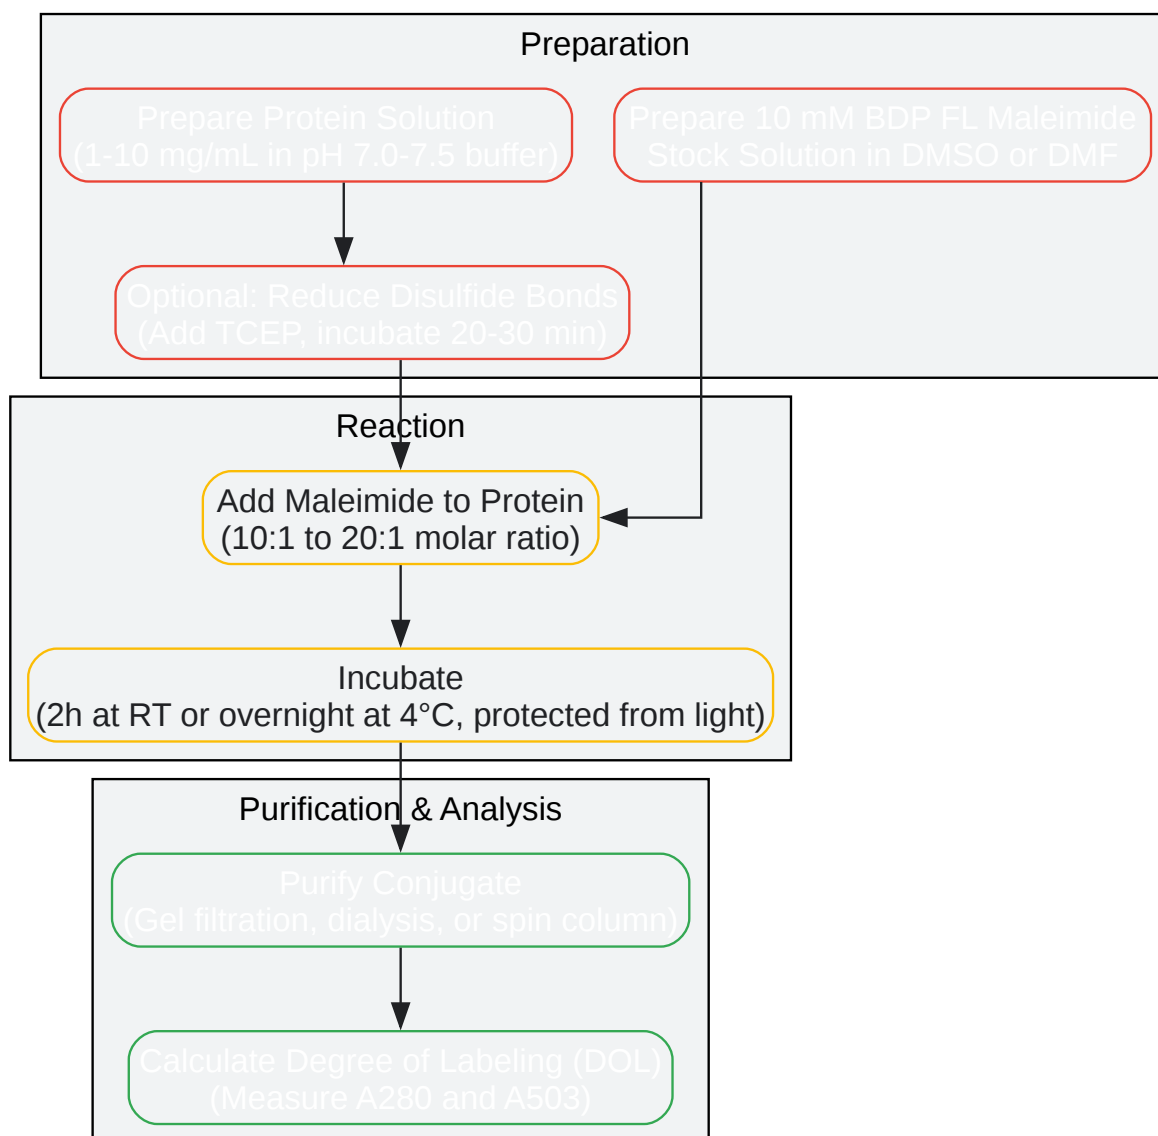 Preparation
Prepare Protein Solution
(1-10 mg/mL in pH 7.0-7.5 buffer)
Prepare 10 mM BDP FL Maleimide
Stock Solution in DMSO or DMF
Optional: Reduce Disulfide Bonds
(Add TCEP, incubate 20-30 min)
Reaction
Add Maleimide to Protein
(10:1 to 20:1 molar ratio)
Incubate
(2h at RT or overnight at 4°C, protected from light)
Purification & Analysis
Purify Conjugate
(Gel filtration, dialysis, or spin column)
Calculate Degree of Labeling (DOL)
(Measure A280 and A503)